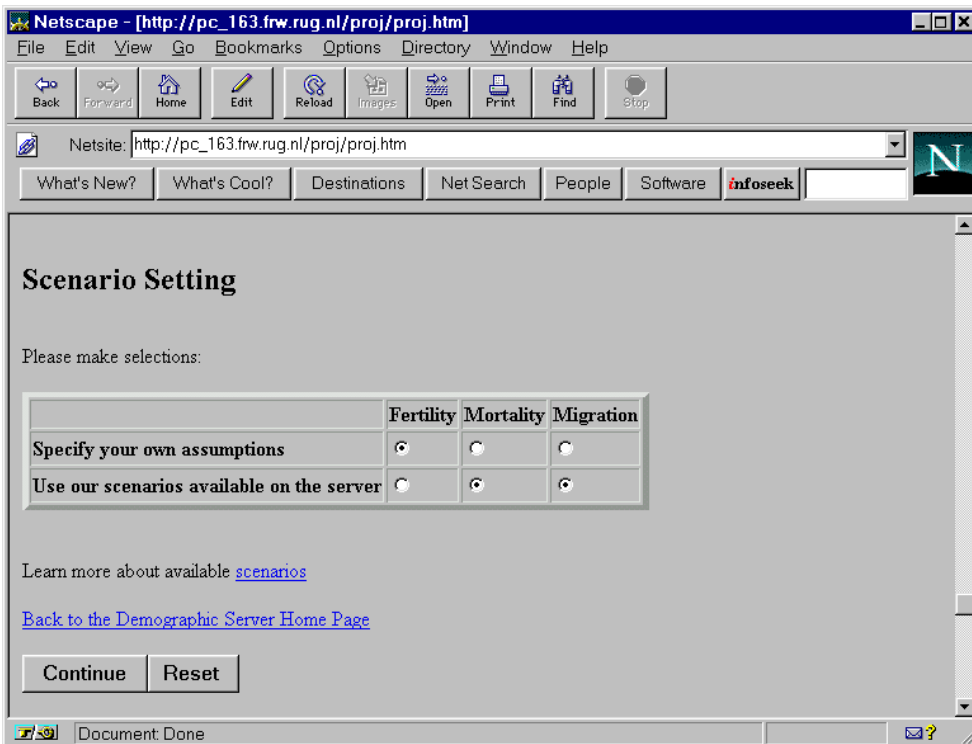 Netscape - [http://pc_163.frw.rug.nl/proj/proj.htm]
File Edit View Go Bookmarks Options Directory Window Help
Back Forward Home Edit Reload Images Open Print Find Stop
Netsite: http://pc_163.frw.rug.nl/proj/proj.htm
N
What's New? What's Cool? Destinations Net Search People Software infoseek
Scenario Setting
Please make selections:
Fertility Mortality Migration
Specify your own assumptions
Use our scenarios available on the server
Learn more about available scenarios
Back to the Demographic Server Home Page
Continue Reset
Document: Done
?